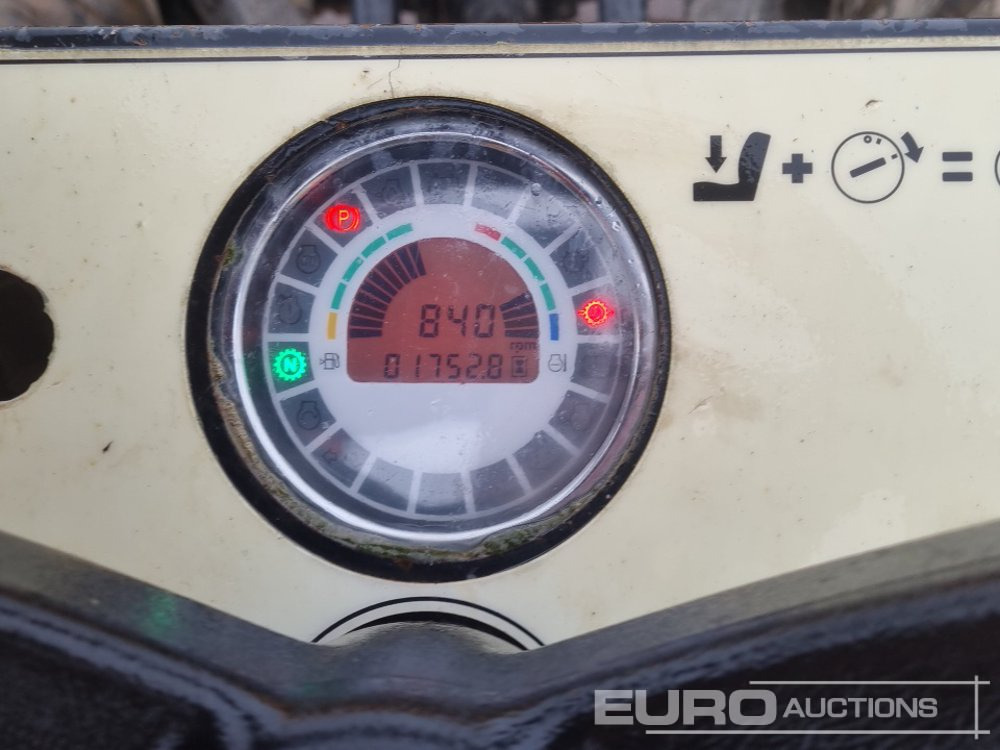 P
840
rpm
01752.8
N
EURO AUCTIONS